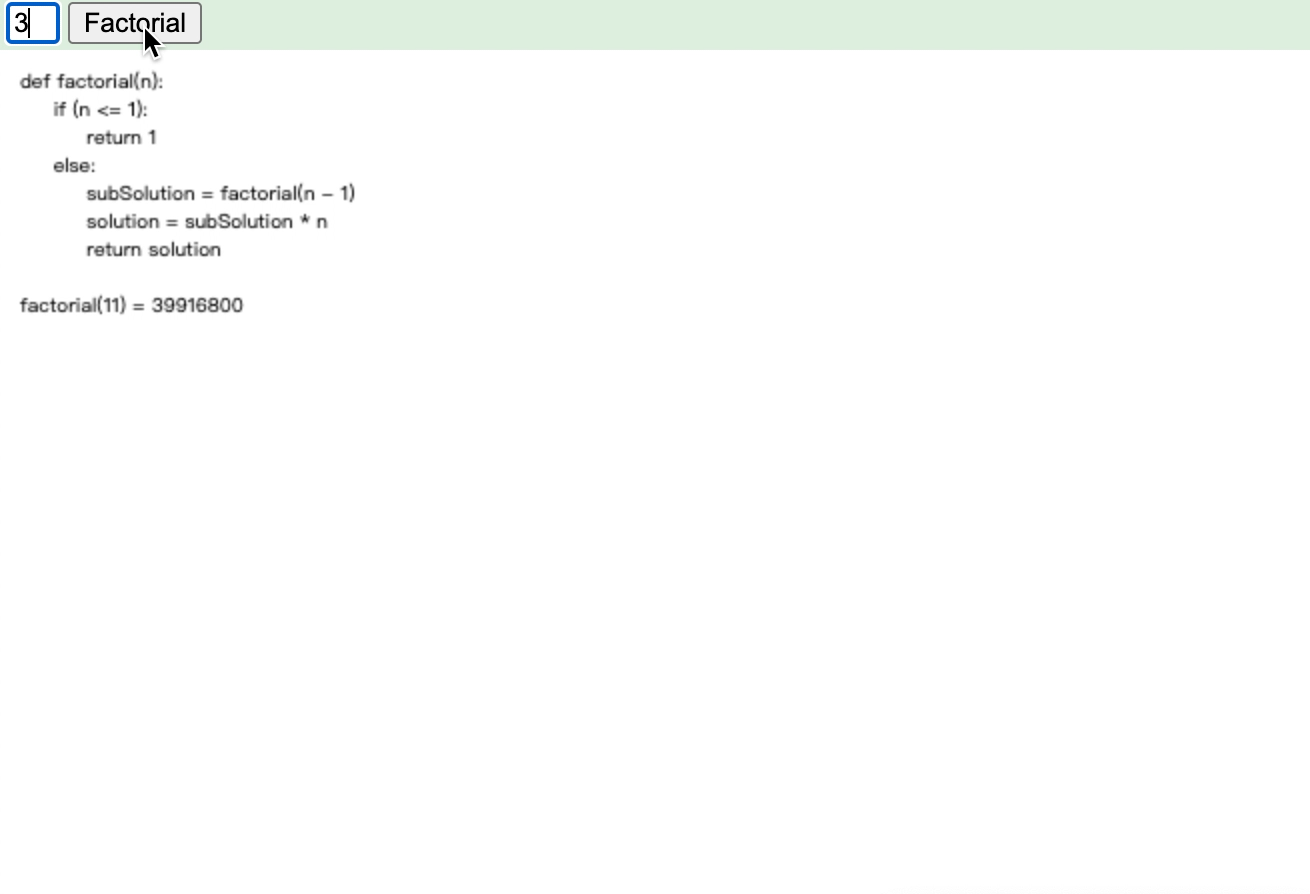 3 Factorial
def factorial(n):
if (n <= 1):
return 1
else:
subSolution = factorial(n – 1)
solution = subSolution * n
return solution
factorial(11) = 39916800